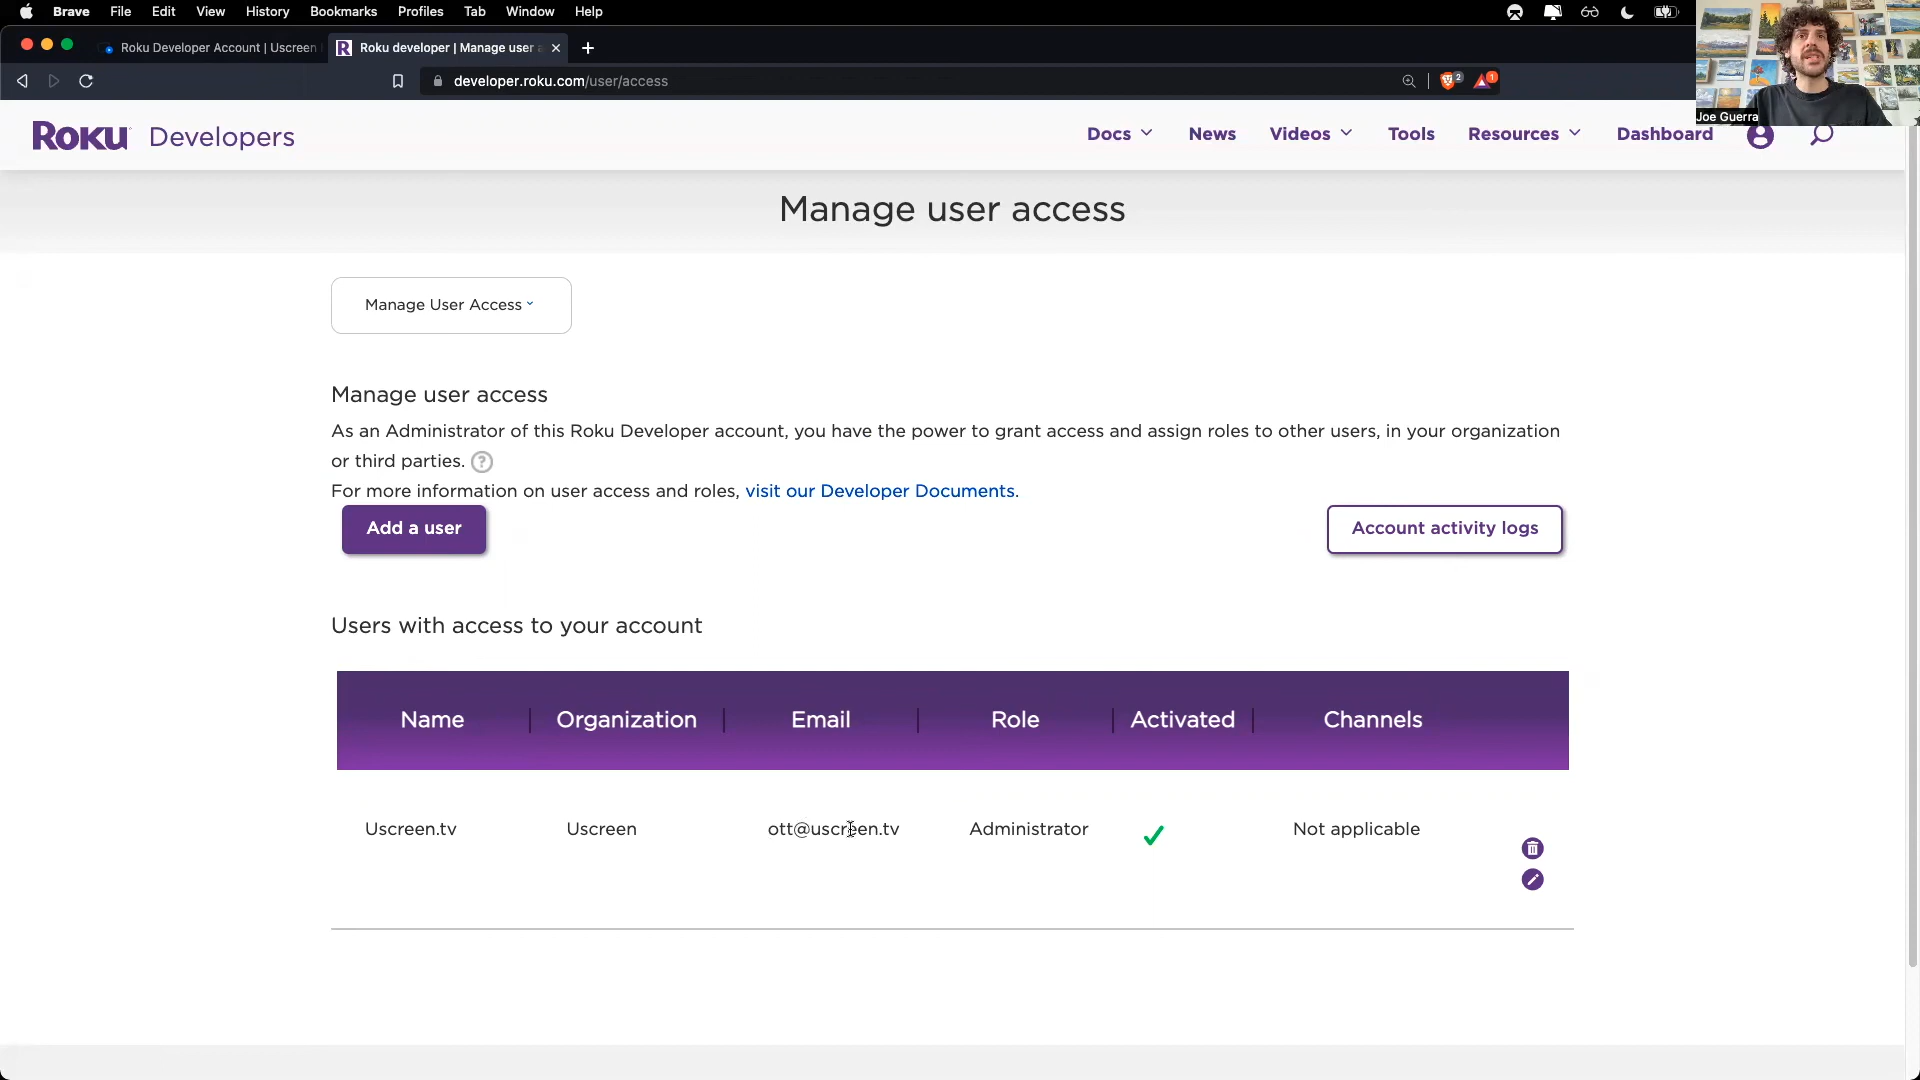 Brave File Edit View History Bookmarks Profiles Tab Window Help
Roku Developer Account | Uscreen
R Roku developer | Manage user
developer.roku.com/user/access
2
1
Joe Guerra
ROKU Developers
Docs News Videos Tools Resources Dashboard
Manage user access
Manage User Access
Manage user access
As an Administrator of this Roku Developer account, you have the power to grant access and assign roles to other users, in your organization
or third parties. ?
For more information on user access and roles, visit our Developer Documents.
Add a user
Account activity logs
Users with access to your account
Name Organization Email Role Activated Channels
Uscreen.tv Uscreen ott@uscreen.tv Administrator Not applicable